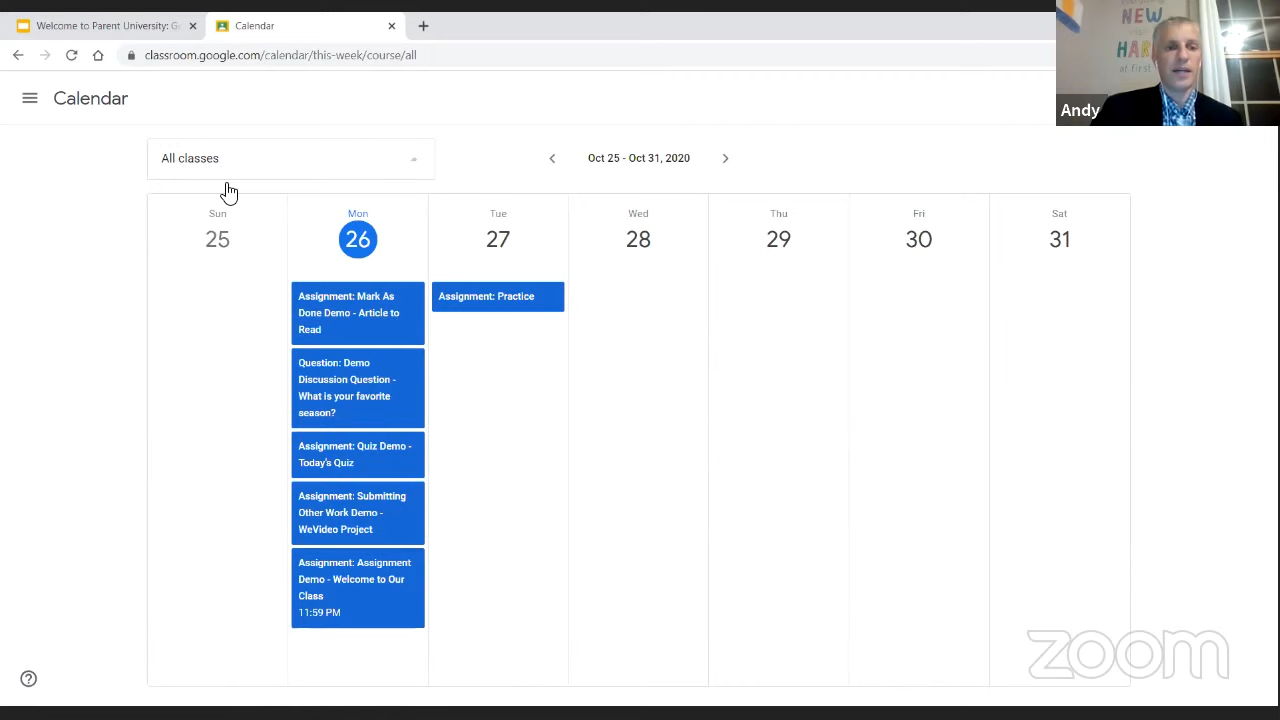 Welcome to Parent University: G
Calendar
classroom.google.com/calendar/this-week/course/all
NEW
HAR
at first
Andy
Calendar
All classes
Oct 25 - Oct 31, 2020
Sun
25
Mon
26
Tue
27
Wed
28
Thu
29
Fri
30
Sat
31
Assignment: Mark As
Done Demo - Article to
Read
Question: Demo
Discussion Question -
What is your favorite
season?
Assignment: Quiz Demo -
Today's Quiz
Assignment: Submitting
Other Work Demo -
WeVideo Project
Assignment: Assignment
Demo - Welcome to Our
Class
11:59 PM
Assignment: Practice
zoom